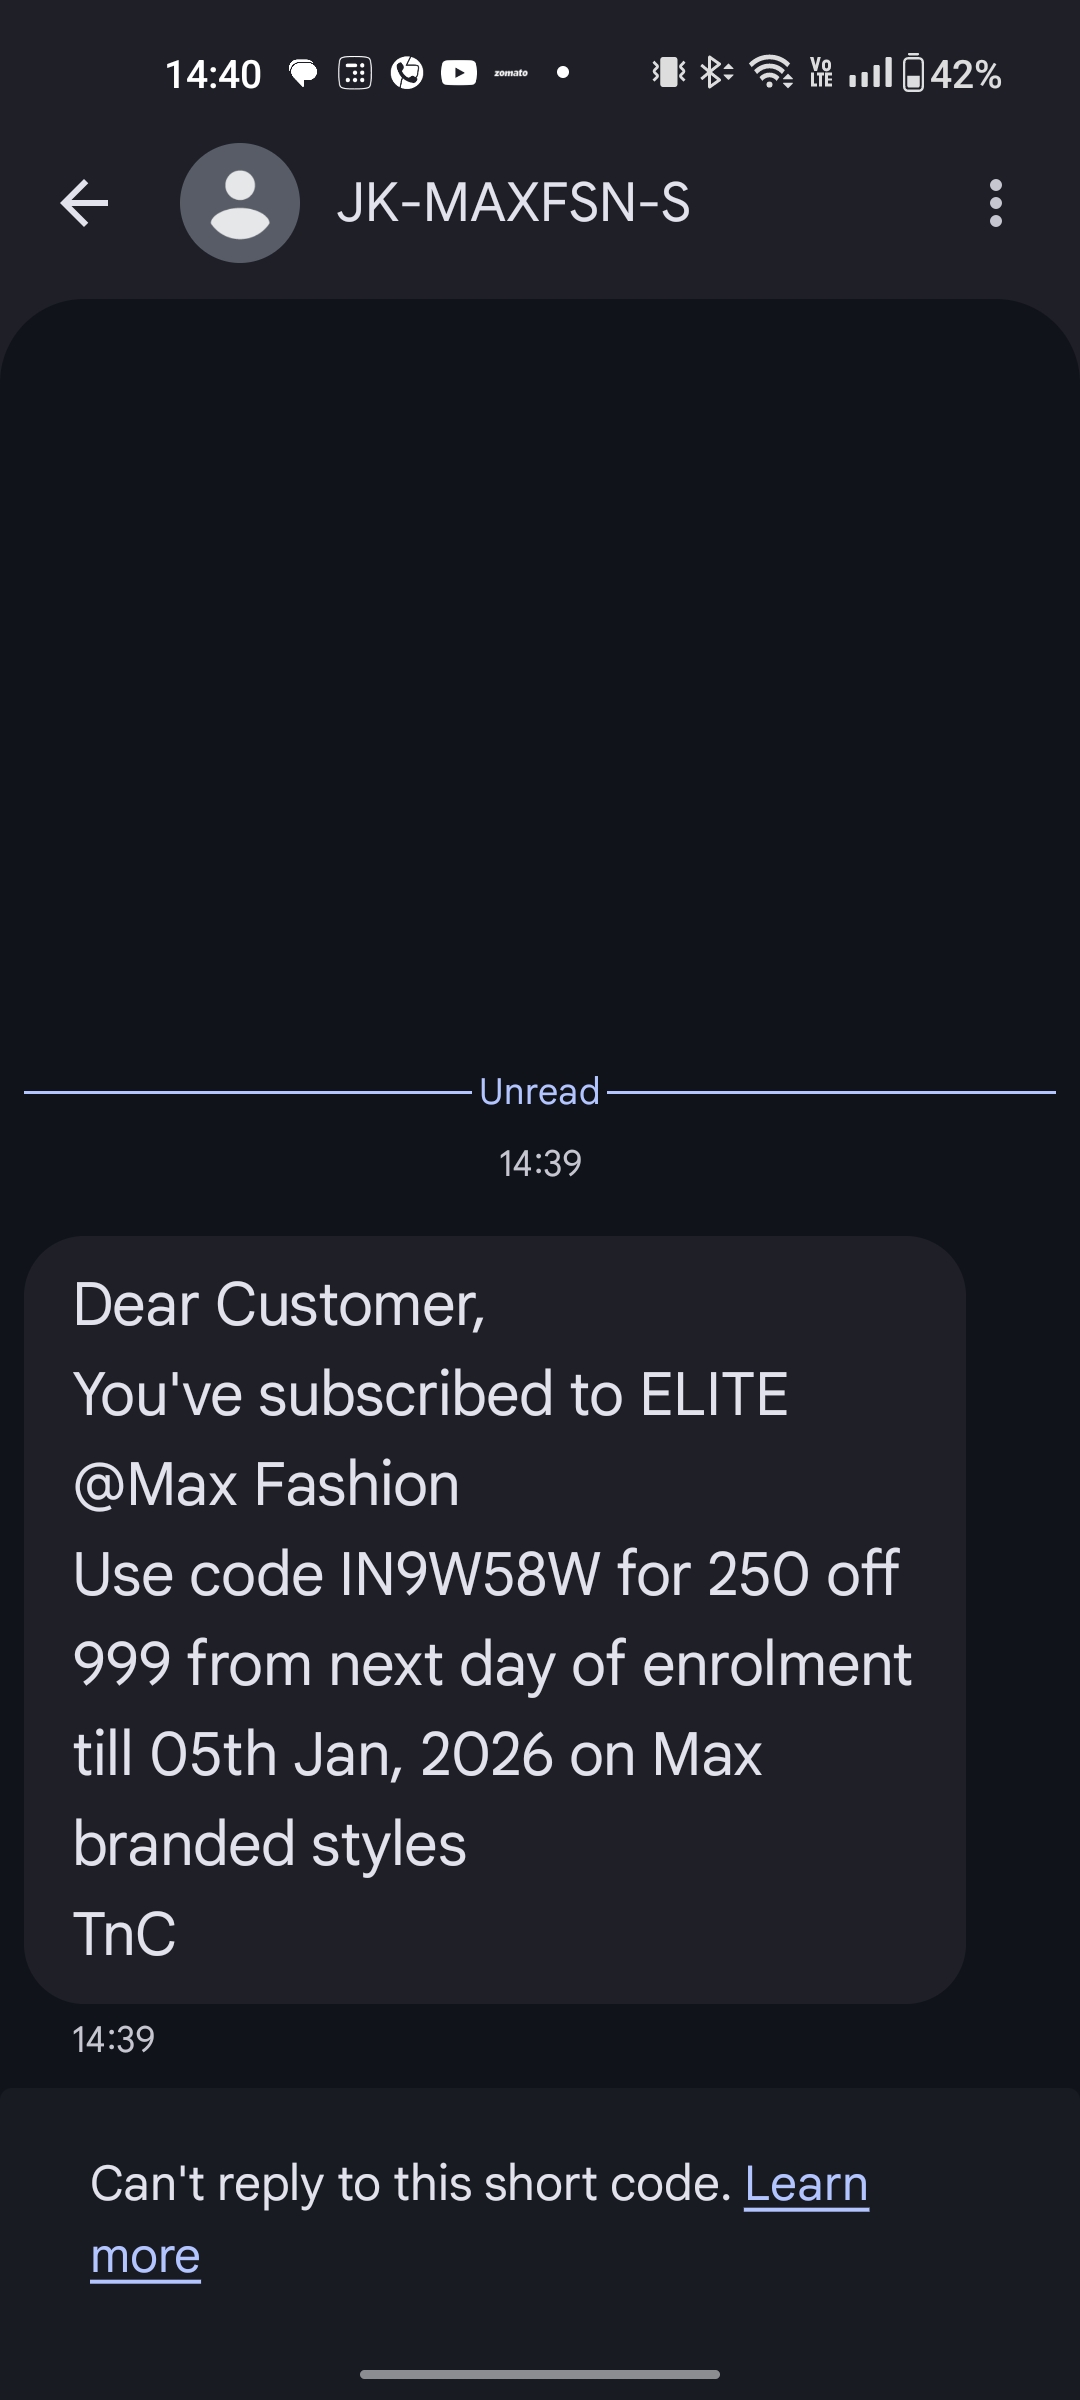 14:40 zomato Vo LTE 42%
JK-MAXFSN-S
Unread
14:39
Dear Customer,
You've subscribed to ELITE
@Max Fashion
Use code IN9W58W for 250 off
999 from next day of enrolment
till 05th Jan, 2026 on Max
branded styles
TnC
14:39
Can't reply to this short code. Learn
more